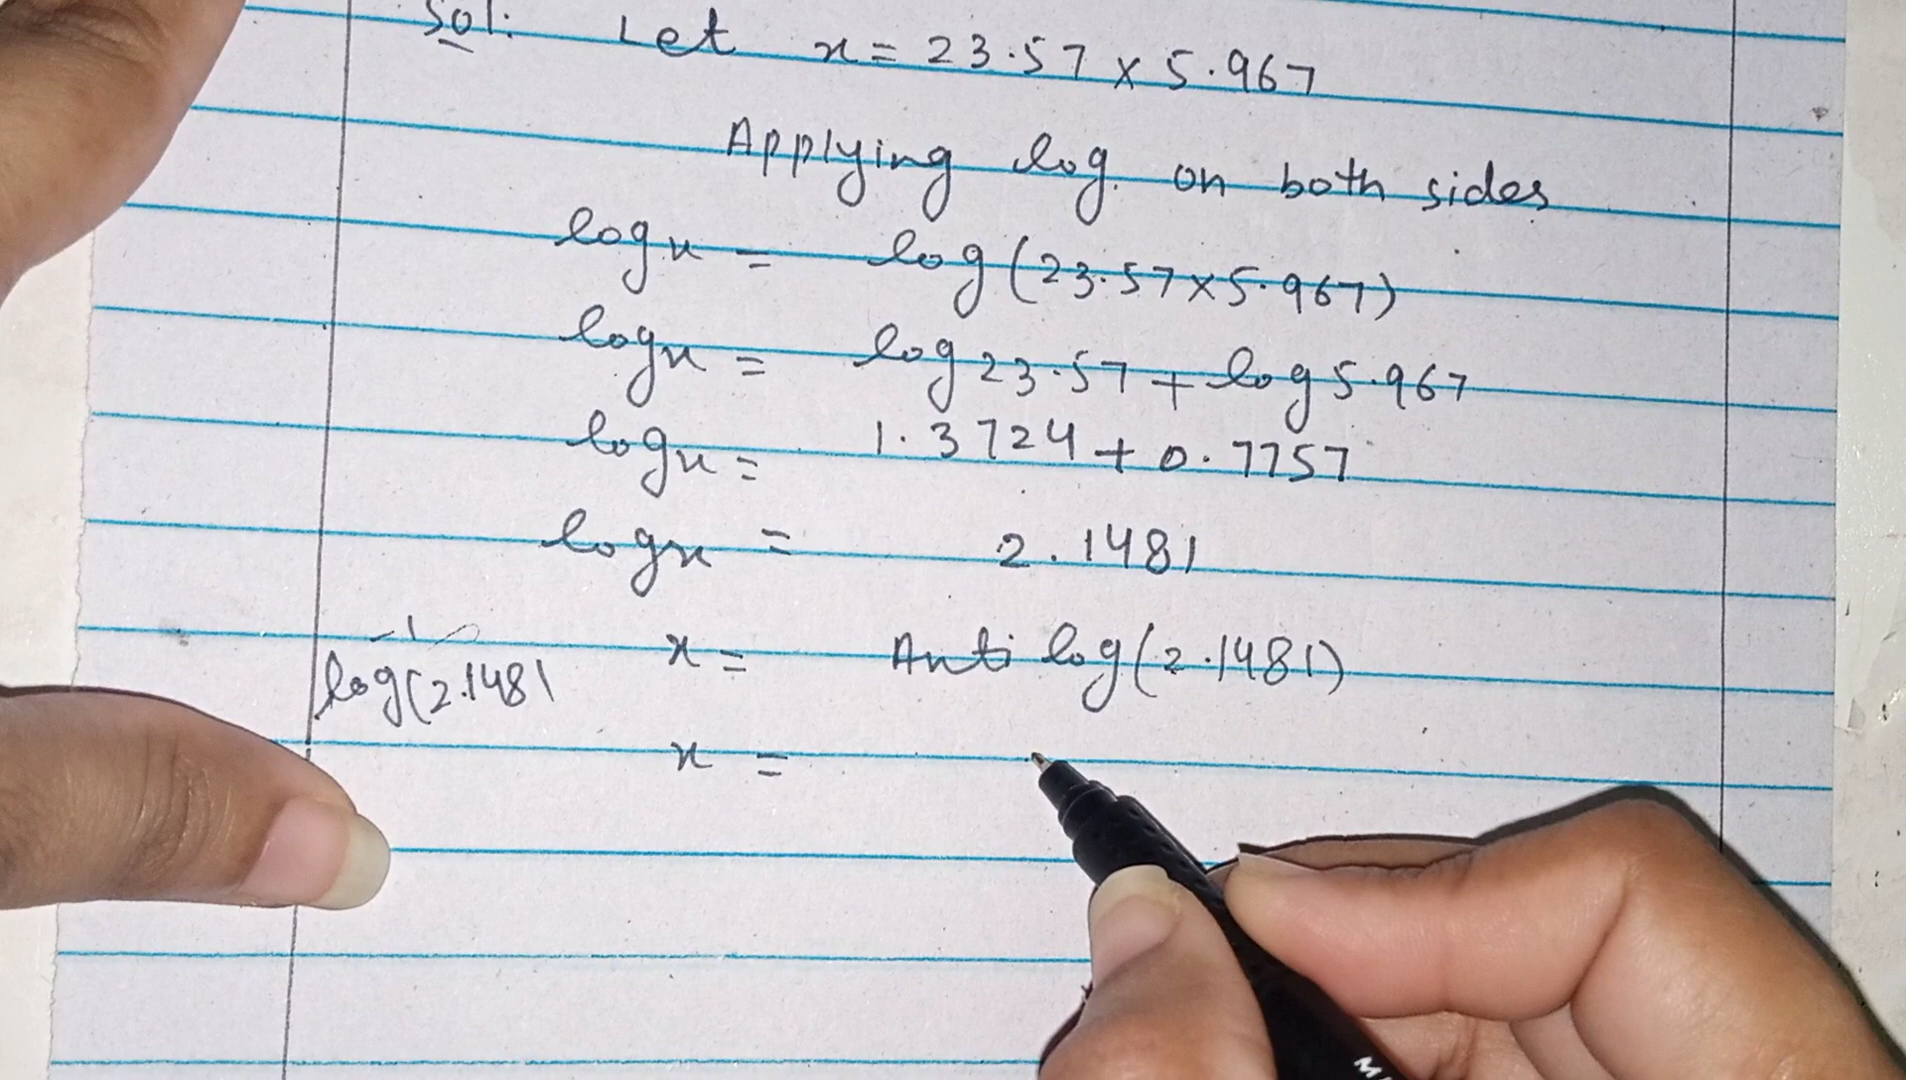 Sol:
Let x = 23.57 x 5.967
Applying log. on both sides
log x = log (23.57 x 5.967)
log x = log 23.57 + log 5.967
log x = 1.3724 + 0.7757
log x = 2.1481
x = Anti log (2.1481)
-1
log(2.1481
x =